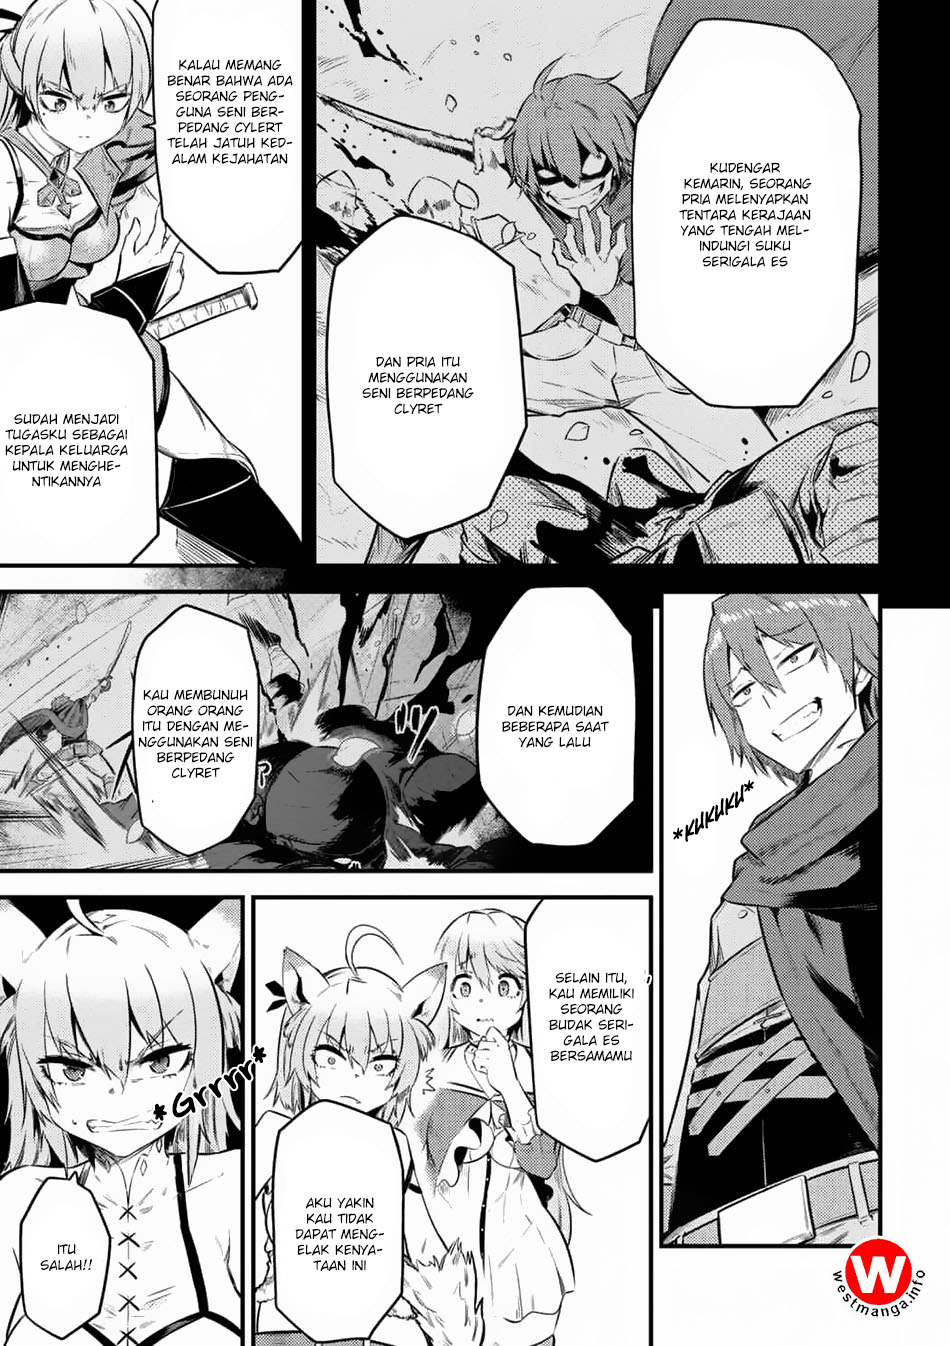 KUDENGAR
KEMARIN, SEORANG
PRIA MELENYAPKAN
TENTARA KERAJAAN
YANG TENGAH MEL-
INDUNGI SUKU
SERIGALA ES
DAN PRIA ITU
MENGGUNAKAN
SENI BERPEDANG
CLYRET
KALAU MEMANG
BENAR BAHWA ADA
SEORANG PENG-
GUNA SENI BER-
PEDANG CYLERT
TELAH JATUH KED-
ALAM KEJAHATAN
SUDAH MENJADI
TUGASKU SEBAGAI
KEPALA KELUARGA
UNTUK MENGHE-
NTIKANNYA
*KUKUKU*
DAN KEMUDIAN
BEBERAPA SAAT
YANG LALU
KAU MEMBUNUH
ORANG ORANG
ITU DENGAN ME-
NGGUNAKAN SENI
BERPEDANG
CLYRET
SELAIN ITU,
KAU MEMILIKI
SEORANG
BUDAK SERI-
GALA ES
BERSAMAMU
AKU YAKIN
KAU TIDAK
DAPAT MENG-
ELAK KENYA-
TAAN INI
*Grrrr*
ITU
SALAH!!
W
westmanga.info